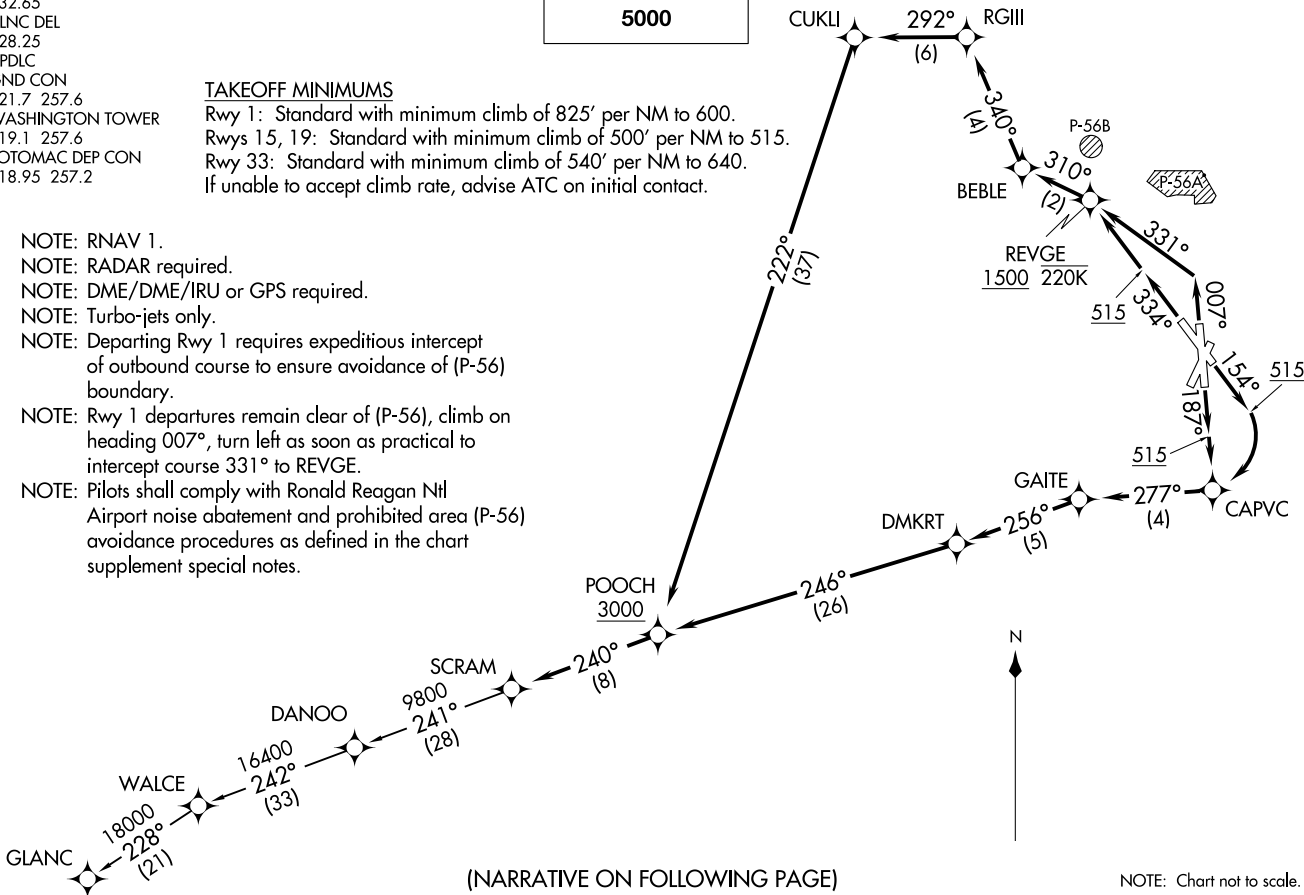 32.65
LNC DEL
28.25
PDLC
ND CON
21.7 257.6
WASHINGTON TOWER
19.1 257.6
OTOMAC DEP CON
18.95 257.2
5000
TAKEOFF MINIMUMS
Rwy 1: Standard with minimum climb of 825' per NM to 600.
Rwys 15, 19: Standard with minimum climb of 500' per NM to 515.
Rwy 33: Standard with minimum climb of 540' per NM to 640.
If unable to accept climb rate, advise ATC on initial contact.
NOTE: RNAV 1.
NOTE: RADAR required.
NOTE: DME/DME/IRU or GPS required.
NOTE: Turbo-jets only.
NOTE: Departing Rwy 1 requires expeditious intercept
of outbound course to ensure avoidance of (P-56)
boundary.
NOTE: Rwy 1 departures remain clear of (P-56), climb on
heading 007°, turn left as soon as practical to
intercept course 331° to REVGE.
NOTE: Pilots shall comply with Ronald Reagan Ntl
Airport noise abatement and prohibited area (P-56)
avoidance procedures as defined in the chart
supplement special notes.
CUKLI
292°
(6)
RGIII
340°
(4)
P-56B
P-56A
BEBLE
310°
(2)
REVGE
1500 220K
331°
007°
515
334°
154°
515
187°
515
CAPVC
277°
(4)
GAITE
256°
(5)
DMKRT
222°
(37)
246°
(26)
POOCH
3000
240°
(8)
SCRAM
9800
241°
(28)
DANOO
16400
242°
(33)
WALCE
18000
228°
(21)
GLANC
N
(NARRATIVE ON FOLLOWING PAGE)
NOTE: Chart not to scale.